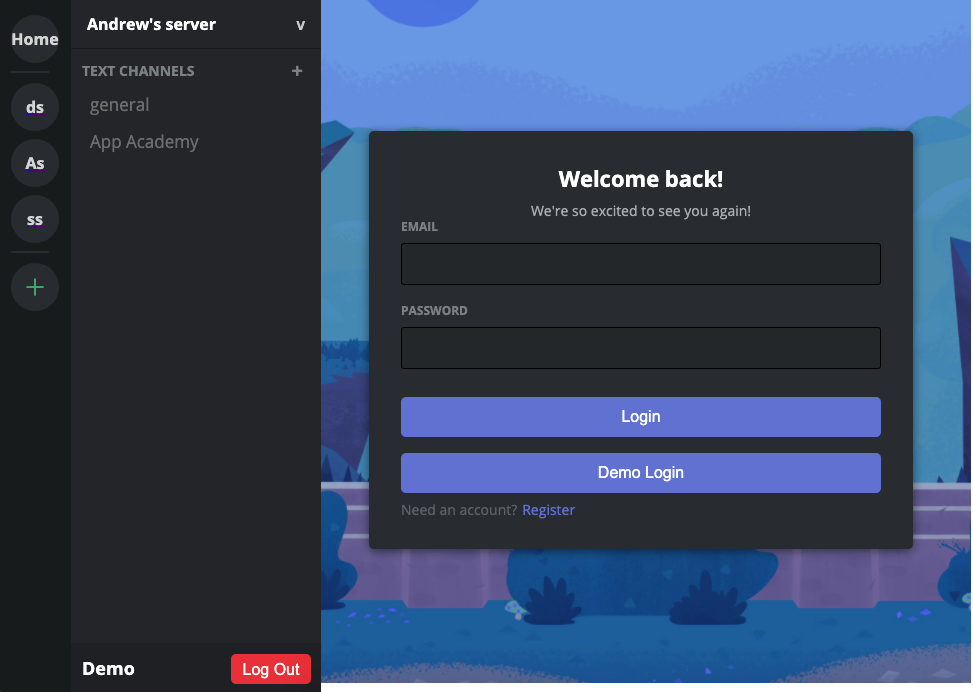 Home
ds
As
ss
Andrew's server v
TEXT CHANNELS +
general
App Academy
Demo Log Out
Welcome back!
We're so excited to see you again!
EMAIL
PASSWORD
Login
Demo Login
Need an account? Register